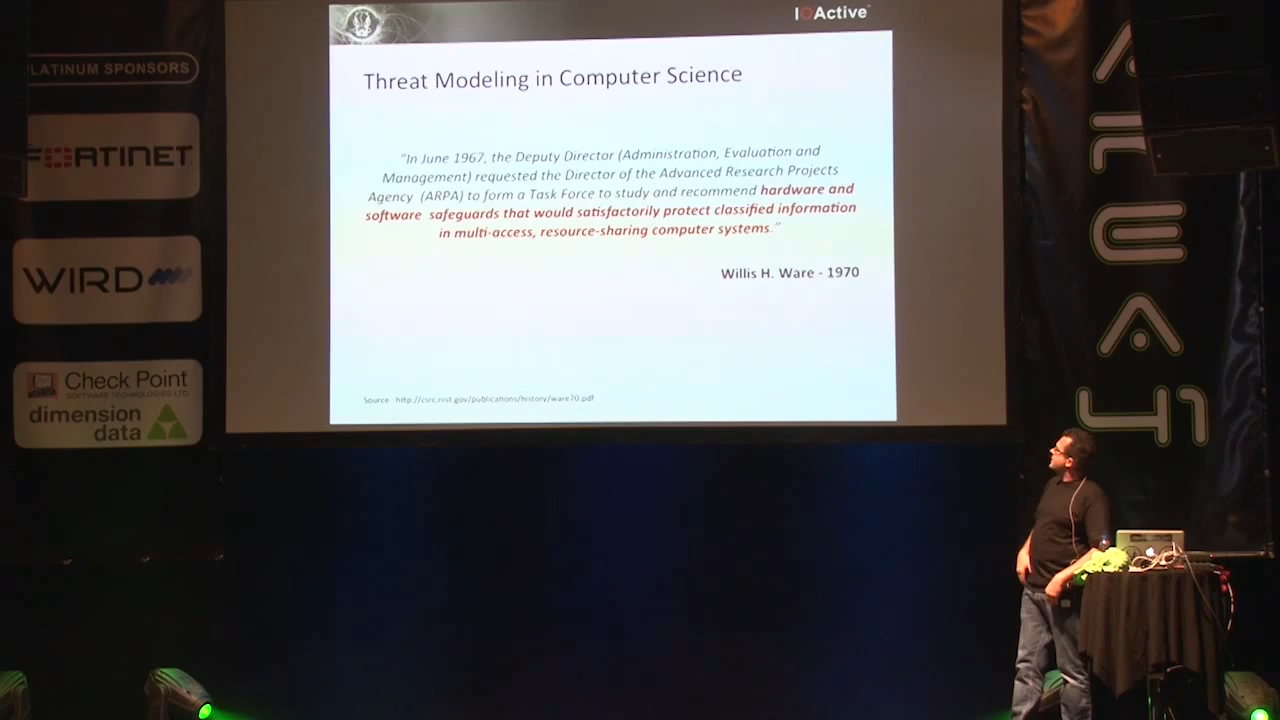 PLATINUM SPONSORS
FORTINET
WIRD
Check Point
SOFTWARE TECHNOLOGIES LTD.
dimension
data
IOActive
Threat Modeling in Computer Science
"In June 1967, the Deputy Director (Administration, Evaluation and
Management) requested the Director of the Advanced Research Projects
Agency (ARPA) to form a Task Force to study and recommend hardware and
software safeguards that would satisfactorily protect classified information
in multi-access, resource-sharing computer systems."
Willis H. Ware - 1970
Source - http://csrc.nist.gov/publications/history/ware70.pdf
AREA
41